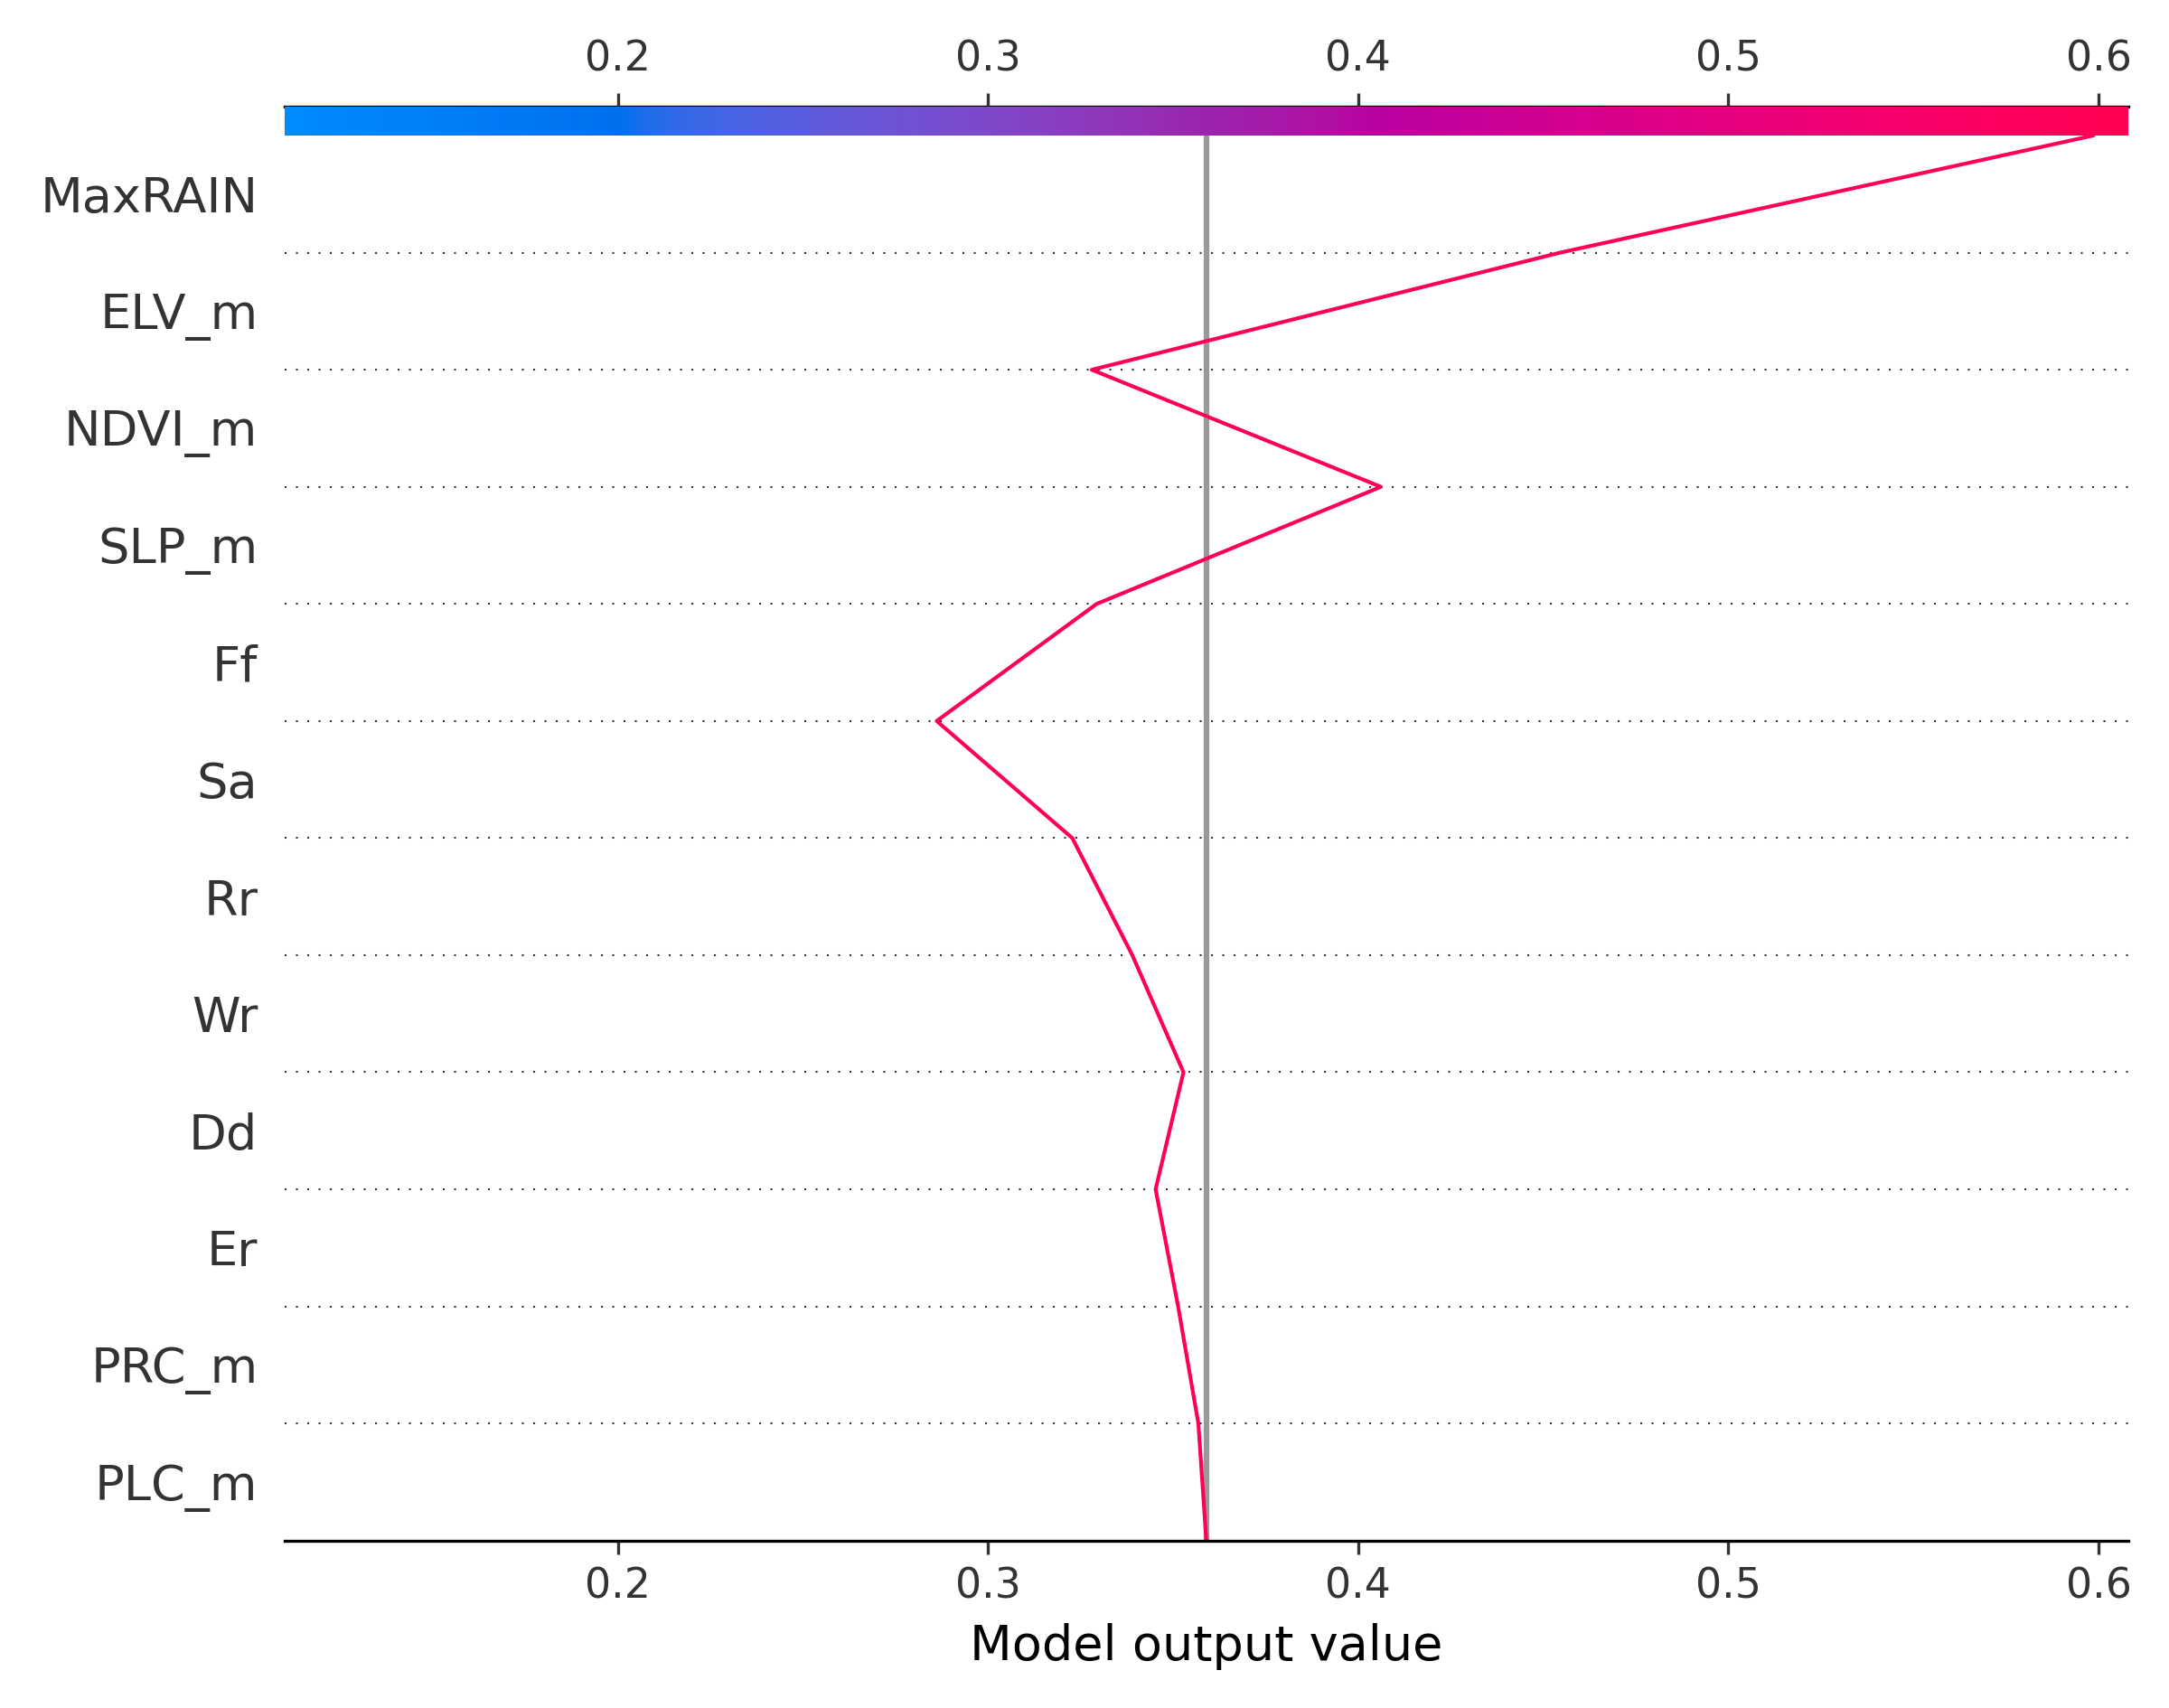 0.2 0.3 0.4 0.5 0.6
MaxRAIN
ELV_m
NDVI_m
SLP_m
Ff
Sa
Rr
Wr
Dd
Er
PRC_m
PLC_m
0.2 0.3 0.4 0.5 0.6
Model output value